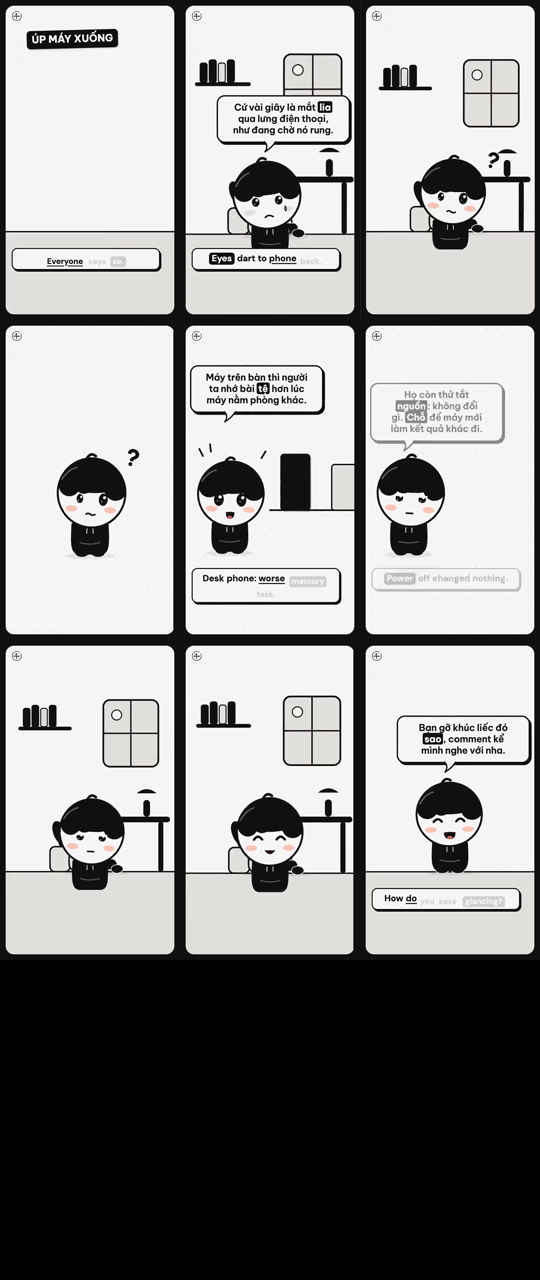 ÚP MÁY XUỐNG
Everyone says so.
Cứ vài giây là mắt lia
qua lưng điện thoại,
như đang chờ nó rung.
Eyes dart to phone back.
?
?
Máy trên bàn thì người
ta nhớ bài tệ hơn lúc
máy nằm phòng khác.
Desk phone: worse memory
task.
Họ còn thử tắt
nguồn: không đổi
gì. Chỗ để máy mới
làm kết quả khác đi.
Power off changed nothing.
Bạn gỡ khúc liếc đó
sao, comment kể
mình nghe với nha.
How do you ease glancing?